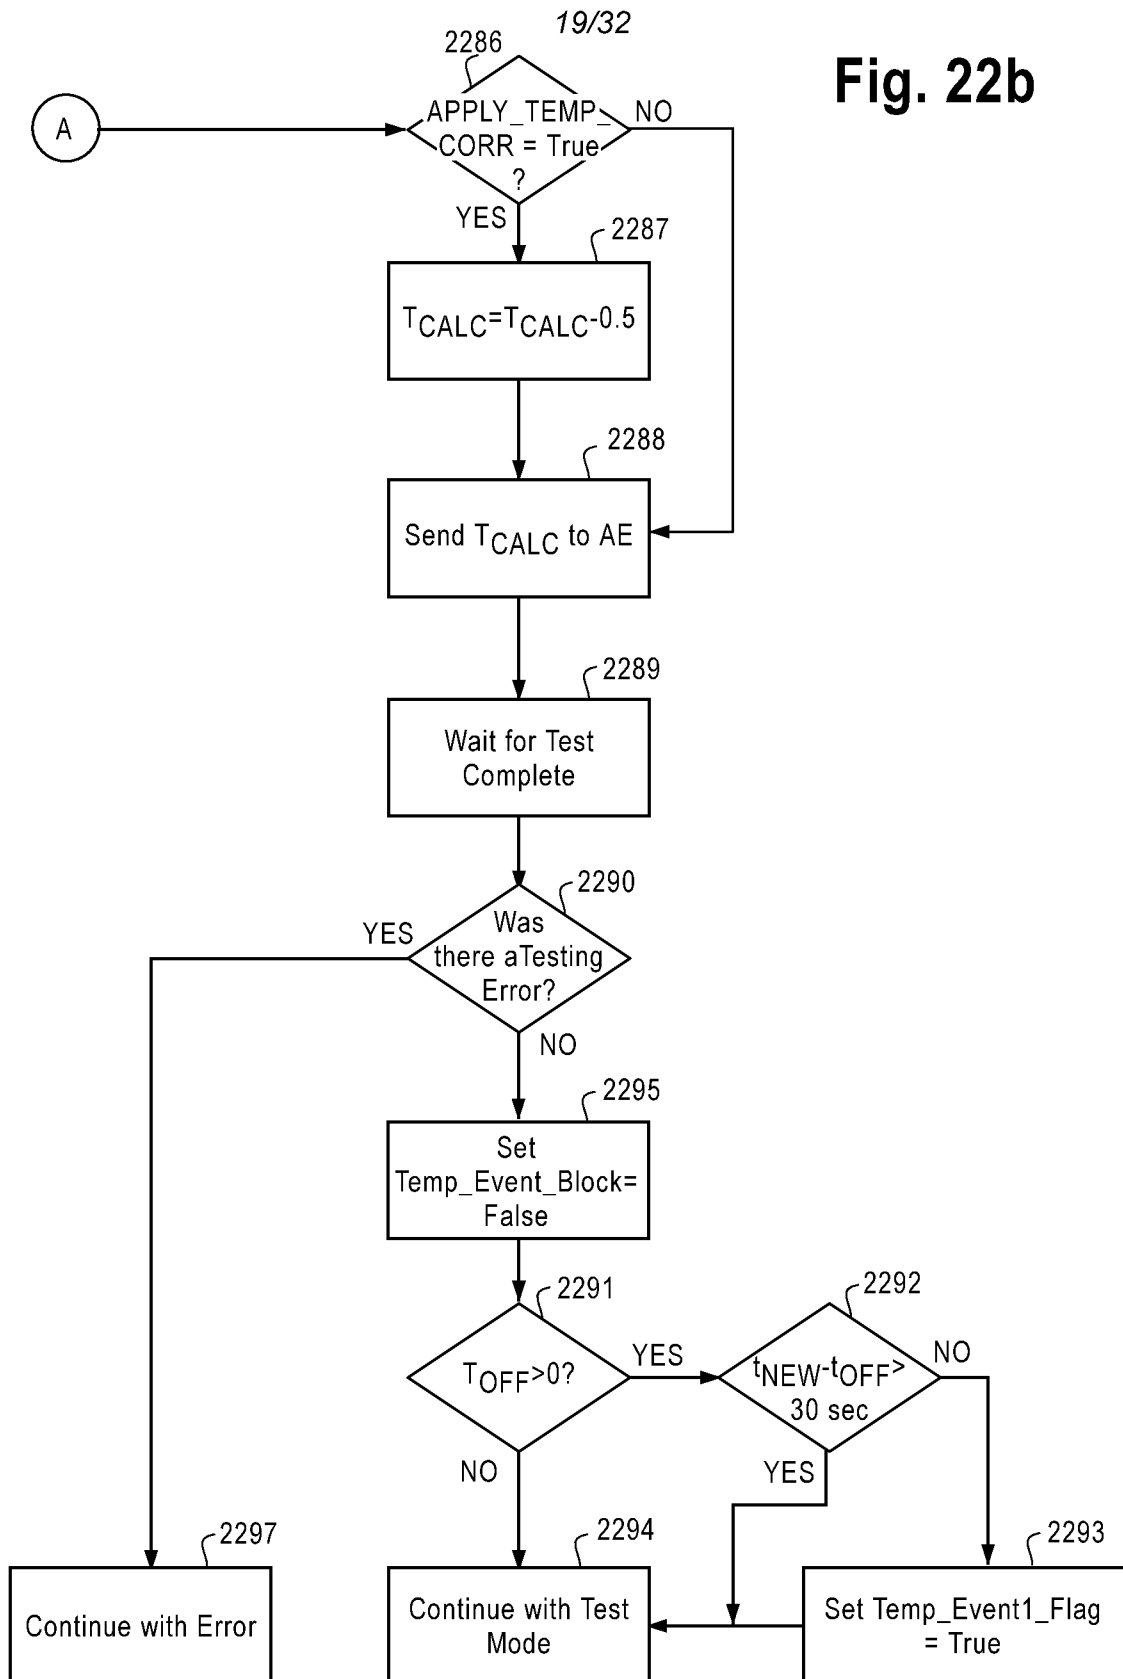 19/32
Fig. 22b
2286
A
APPLY_TEMP_
CORR = True
?
NO
YES
2287
TCALC=TCALC-0.5
2288
Send TCALC to AE
2289
Wait for Test
Complete
2290
YES
Was
there aTesting
Error?
NO
2295
Set
Temp_Event_Block=
False
2291
TOFF>0?
YES
NO
2292
tNEW-tOFF>
30 sec
NO
YES
2297
Continue with Error
2294
Continue with Test
Mode
2293
Set Temp_Event1_Flag
= True